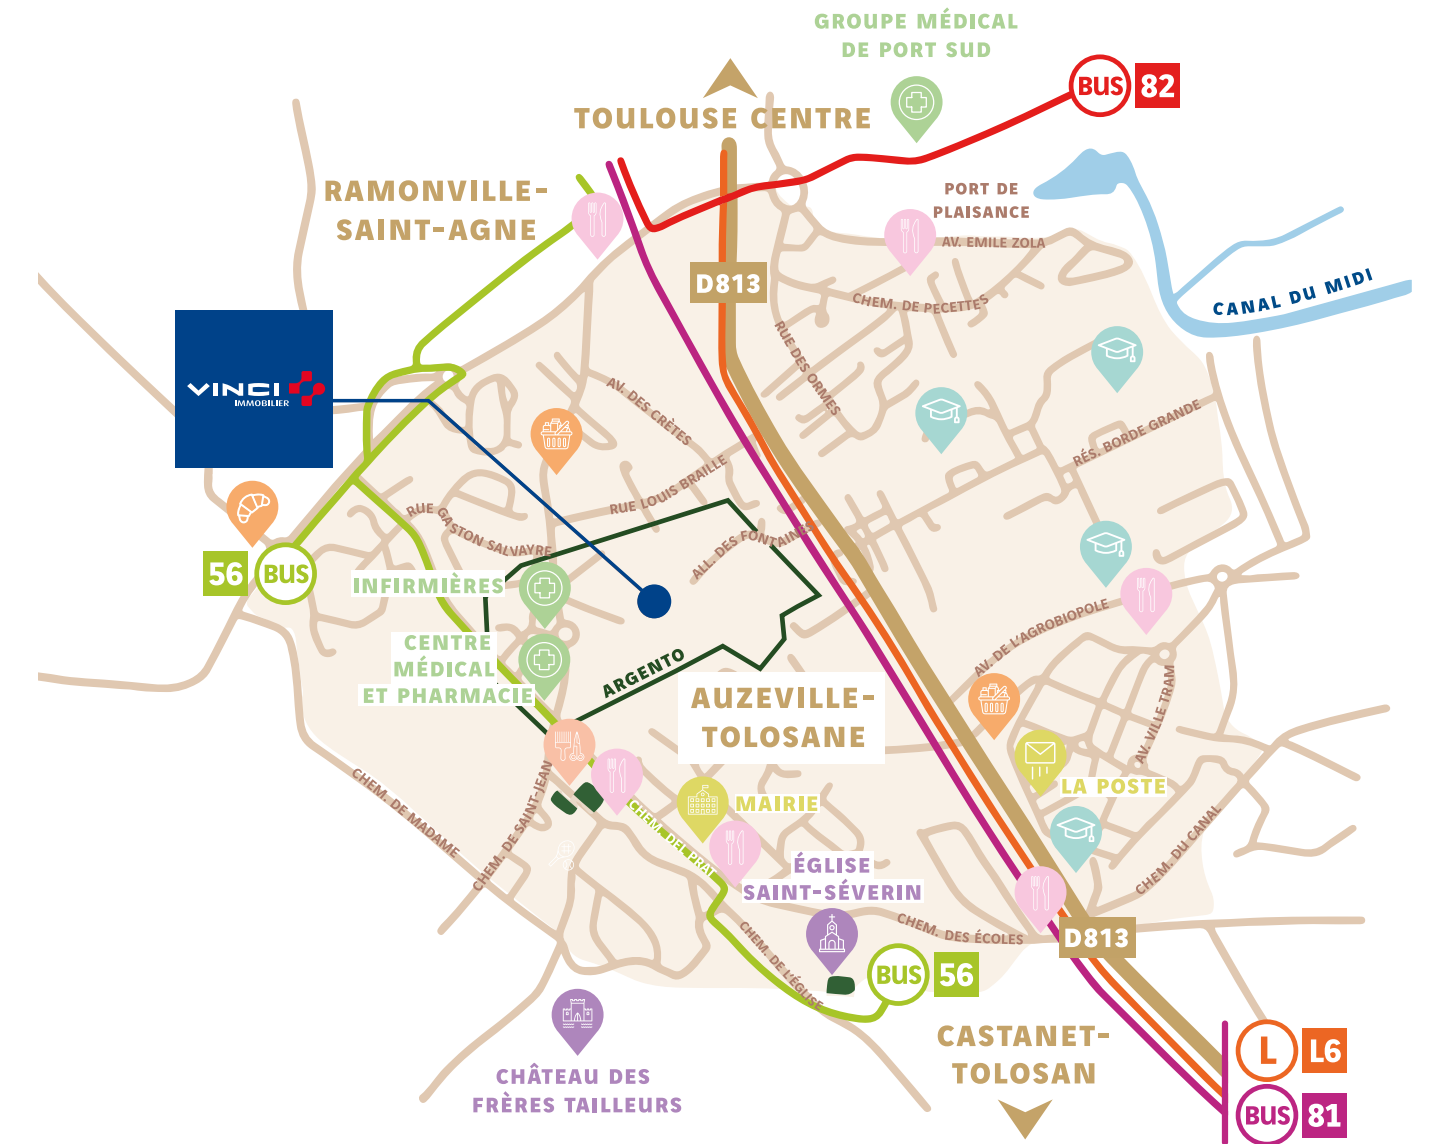 GROUPE MÉDICAL
DE PORT SUD
BUS 82
TOULOUSE CENTRE
RAMONVILLE-
SAINT-AGNE
PORT DE
PLAISANCE
AV. EMILE ZOLA
D813
CANAL DU MIDI
CHEM. DE PECETTES
RUE DES ORMES
VINCI
IMMOBILIER
AV. DES CRÊTES
RÉS. BORDE GRANDE
RUE LOUIS BRAILLE
RUE GASTON SALVAYRE
ALL. DES FONTAINES
56 BUS
INFIRMIÈRES
CENTRE
MÉDICAL
ET PHARMACIE
AV. DE L'AGROBIOPOLE
ARGENTO
AUZEVILLE-
TOLOSANE
AV. VILLE TRAM
LA POSTE
CHEM. DE MADAME
CHEM. DE SAINT-JEAN
CHEM. DEL PRAT
MAIRIE
CHEM. DU CANAL
ÉGLISE
SAINT-SÉVERIN
CHEM. DES ÉCOLES
D813
CHEM. DE L'ÉGLISE
BUS 56
CASTANET-
TOLOSAN
CHÂTEAU DES
FRÈRES TAILLEURS
L L6
BUS 81